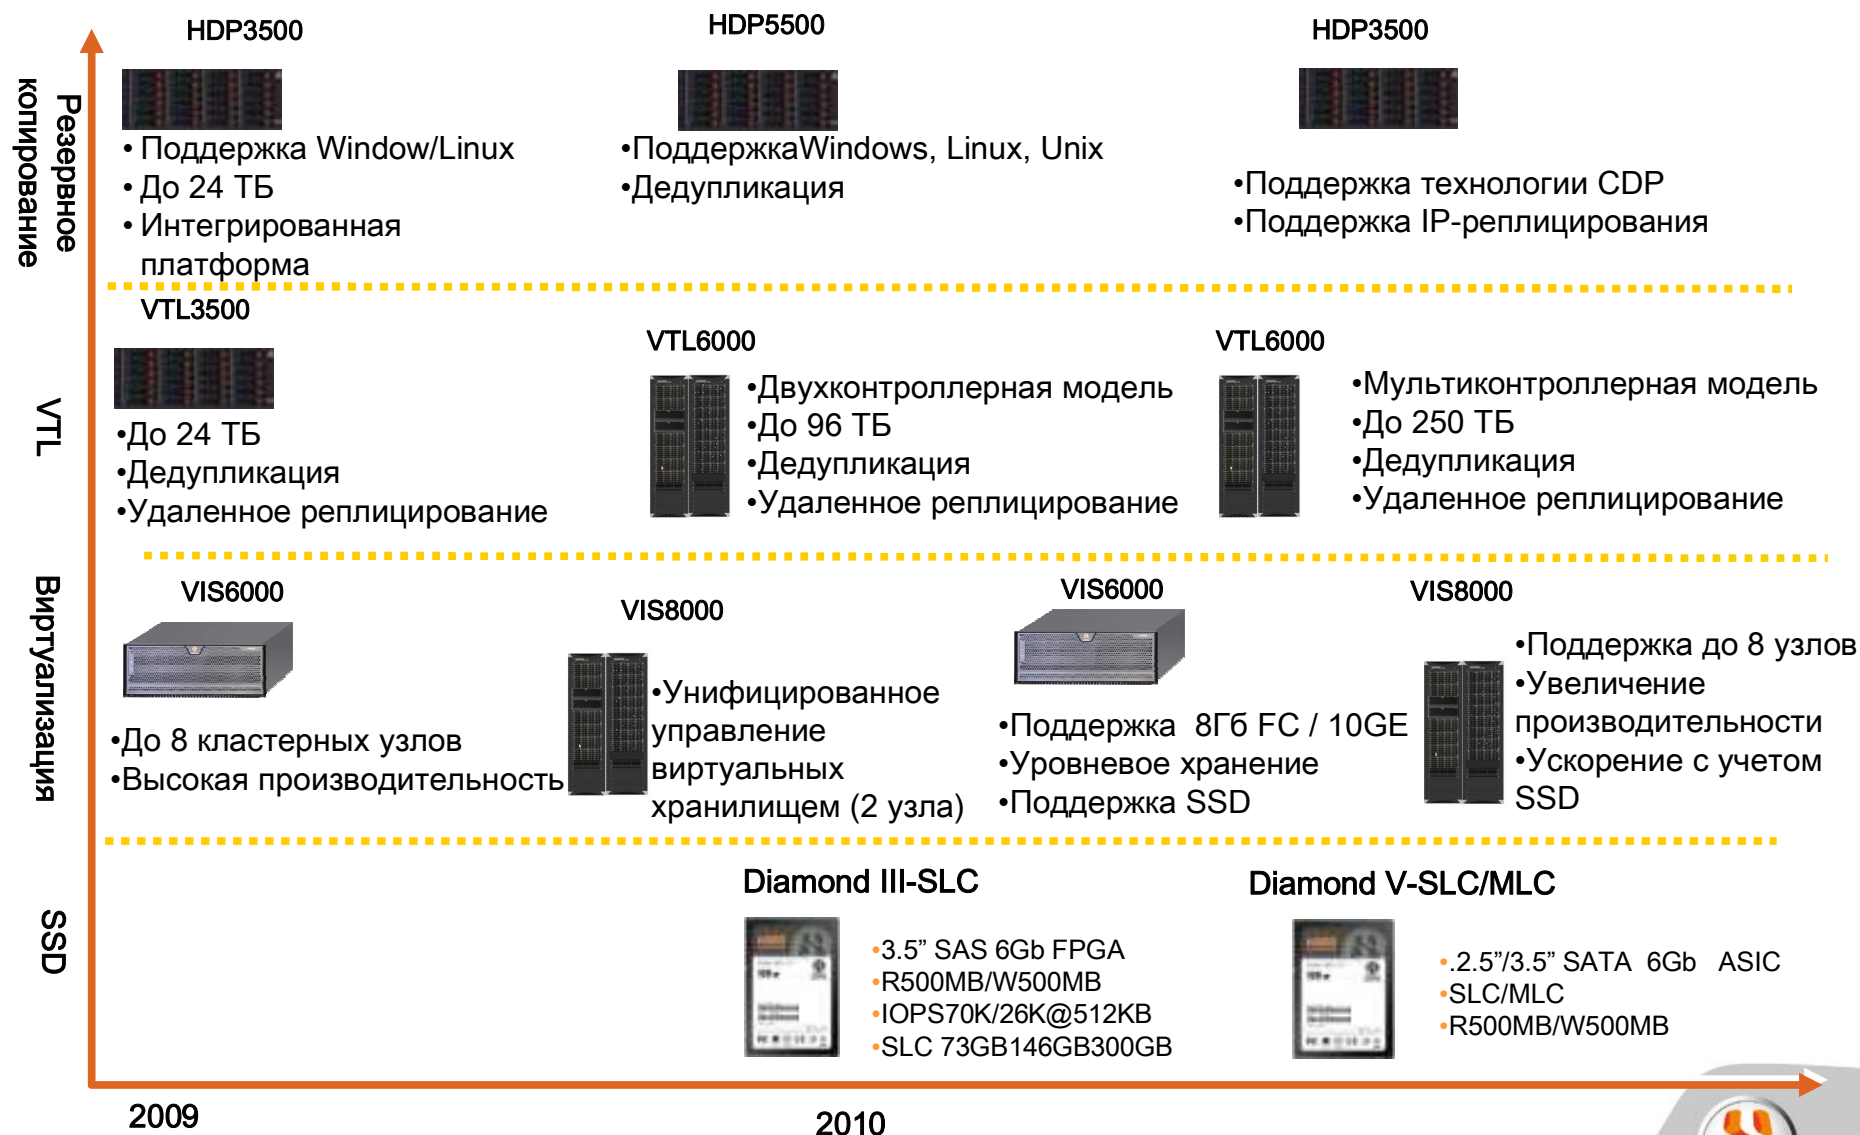 Резервное
копирование
HDP3500
• Поддержка Window/Linux
• До 24 ТБ
• Интегрированная
платформа
HDP5500
•ПоддержкаWindows, Linux, Unix
•Дедупликация
HDP3500
•Поддержка технологии CDP
•Поддержка IP-реплицирования
VTL
VTL3500
•До 24 ТБ
•Дедупликация
•Удаленное реплицирование
VTL6000
•Двухконтроллерная модель
•До 96 ТБ
•Дедупликация
•Удаленное реплицирование
VTL6000
•Мультиконтроллерная модель
•До 250 ТБ
•Дедупликация
•Удаленное реплицирование
Виртуализация
VIS6000
•До 8 кластерных узлов
•Высокая производительность
VIS8000
•Унифицированное
управление
виртуальных
хранилищем (2 узла)
VIS6000
•Поддержка 8Гб FC / 10GE
•Уровневое хранение
•Поддержка SSD
VIS8000
•Поддержка до 8 узлов
•Увеличение
производительности
•Ускорение с учетом
SSD
SSD
Diamond III-SLC
•3.5” SAS 6Gb FPGA
•R500MB/W500MB
•IOPS70K/26K@512KB
•SLC 73GB146GB300GB
Diamond V-SLC/MLC
•.2.5”/3.5” SATA 6Gb ASIC
•SLC/MLC
•R500MB/W500MB
2009
2010